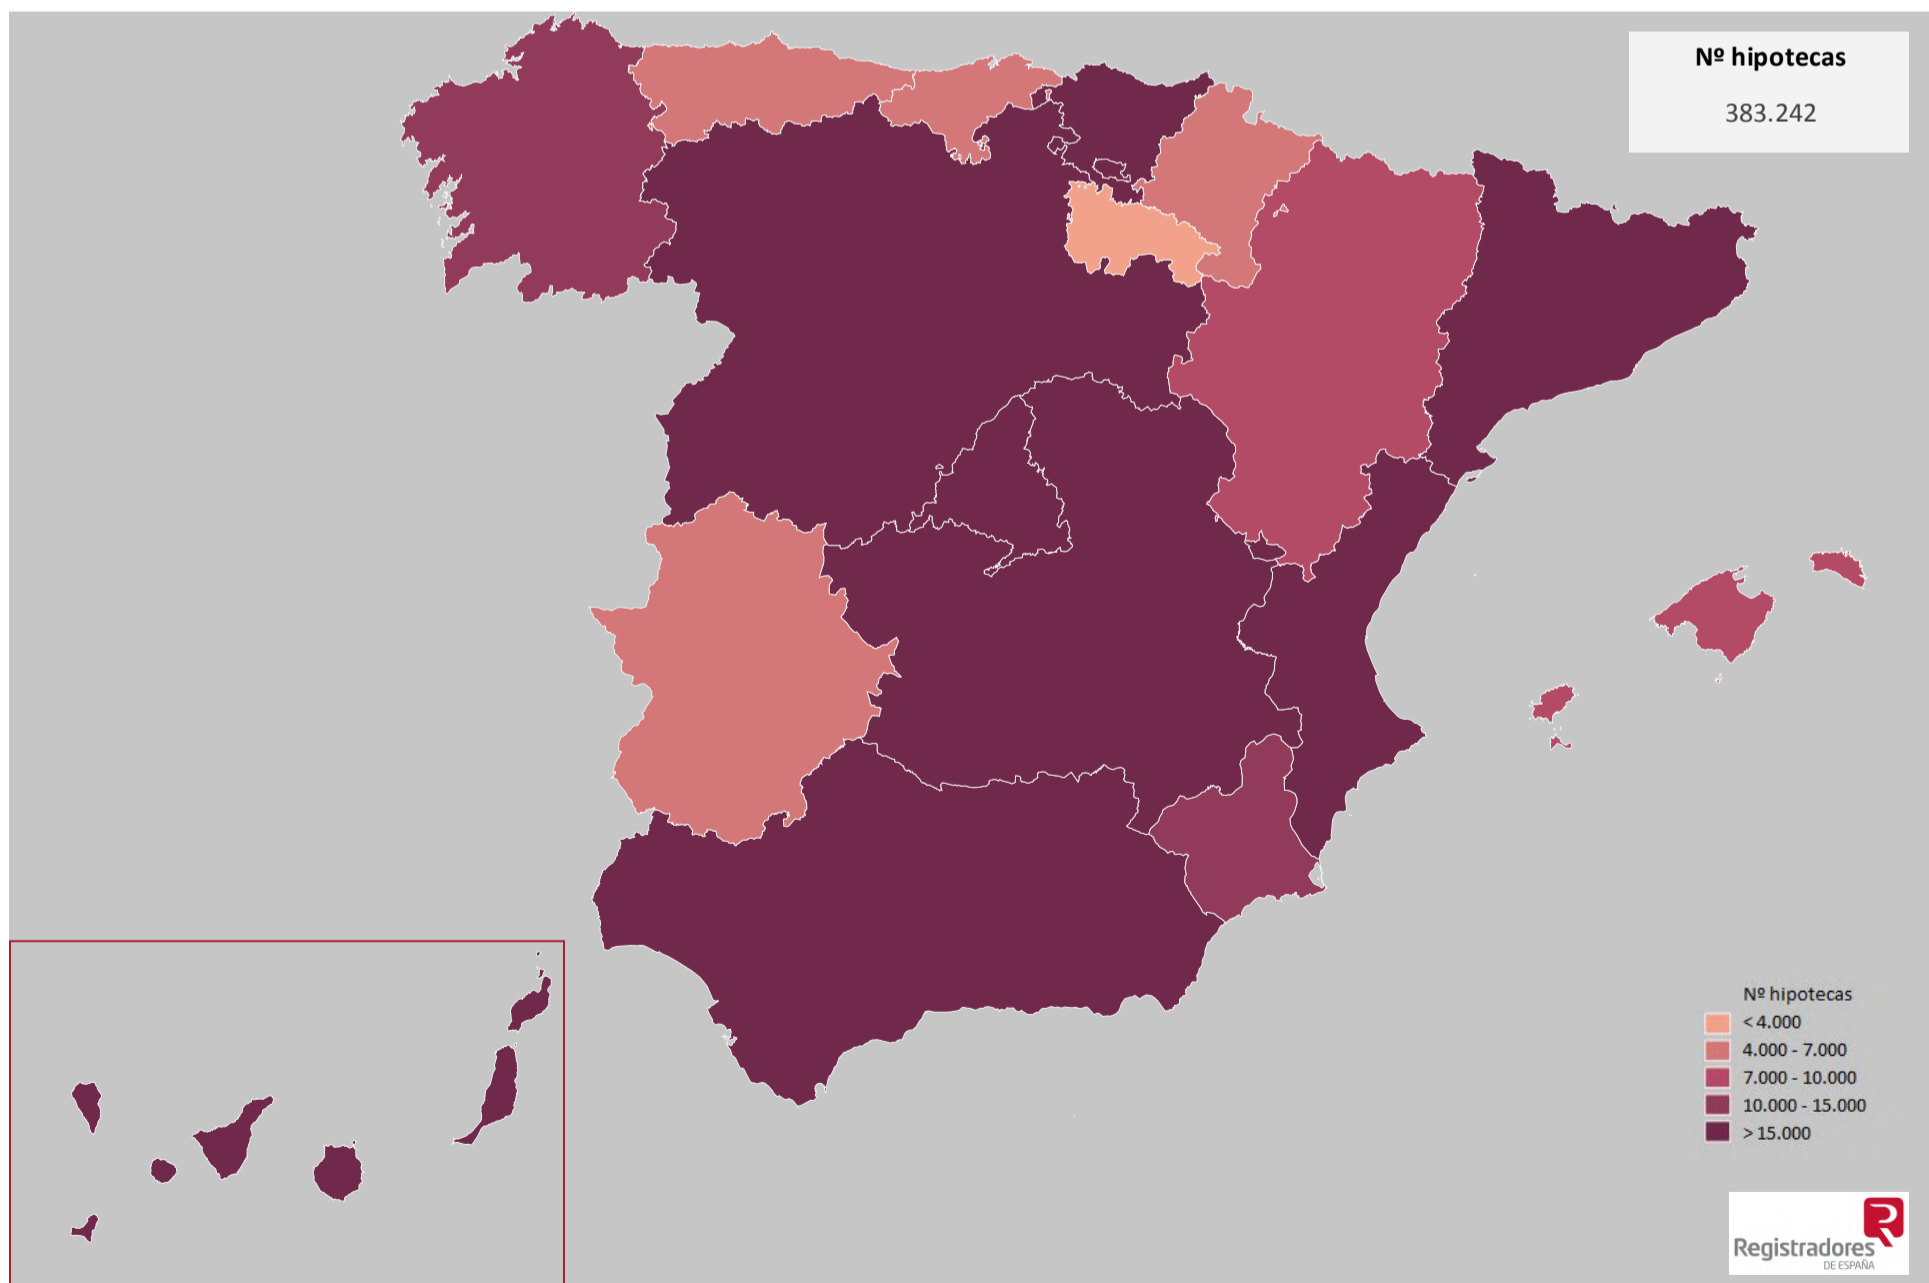 Nº hipotecas
383.242
Nº hipotecas
< 4.000
4.000 - 7.000
7.000 - 10.000
10.000 - 15.000
> 15.000
Registradores
DE ESPAÑA